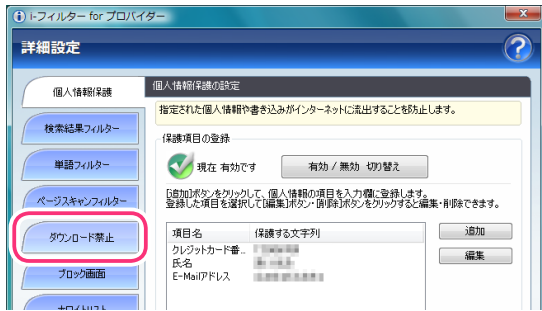 i-フィルター for プロバイダー
詳細設定
個人情報保護
検索結果フィルター
単語フィルター
ページスキャンフィルター
ダウンロード禁止
ブロック画面
個人情報保護の設定
指定された個人情報や書き込みがインターネットに流出することを防止します。
保護項目の登録
現在 有効です
有効 / 無効 切り替え
[追加]ボタンをクリックして、個人情報の項目を入力欄に登録します。
登録した項目を選択して[編集]ボタン・[削除]ボタンをクリックすると編集・削除できます。
項目名 保護する文字列
クレジットカード番...
氏名
E-Mailアドレス
追加
編集